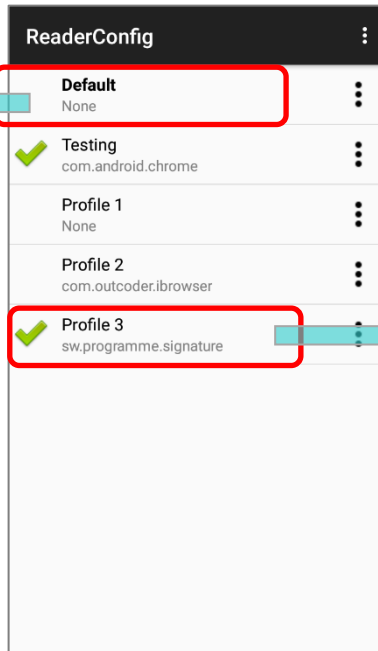 ReaderConfig
Default
None
Testing
com.android.chrome
Profile 1
None
Profile 2
com.outcoder.ibrowser
Profile 3
sw.programme.signature